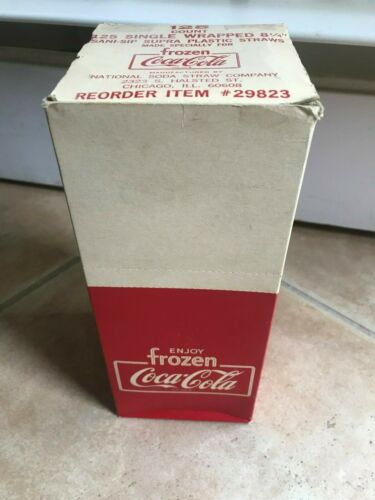 125
COUNT
125 SINGLE WRAPPED 8¼"
SANI-SIP SUPRA PLASTIC STRAWS
MADE SPECIALLY FOR
frozen
Coca-Cola
MANUFACTURED BY
NATIONAL SODA STRAW COMPANY
2323 S. HALSTED ST.
CHICAGO, ILL. 60608
REORDER ITEM #29823
ENJOY
frozen
Coca-Cola